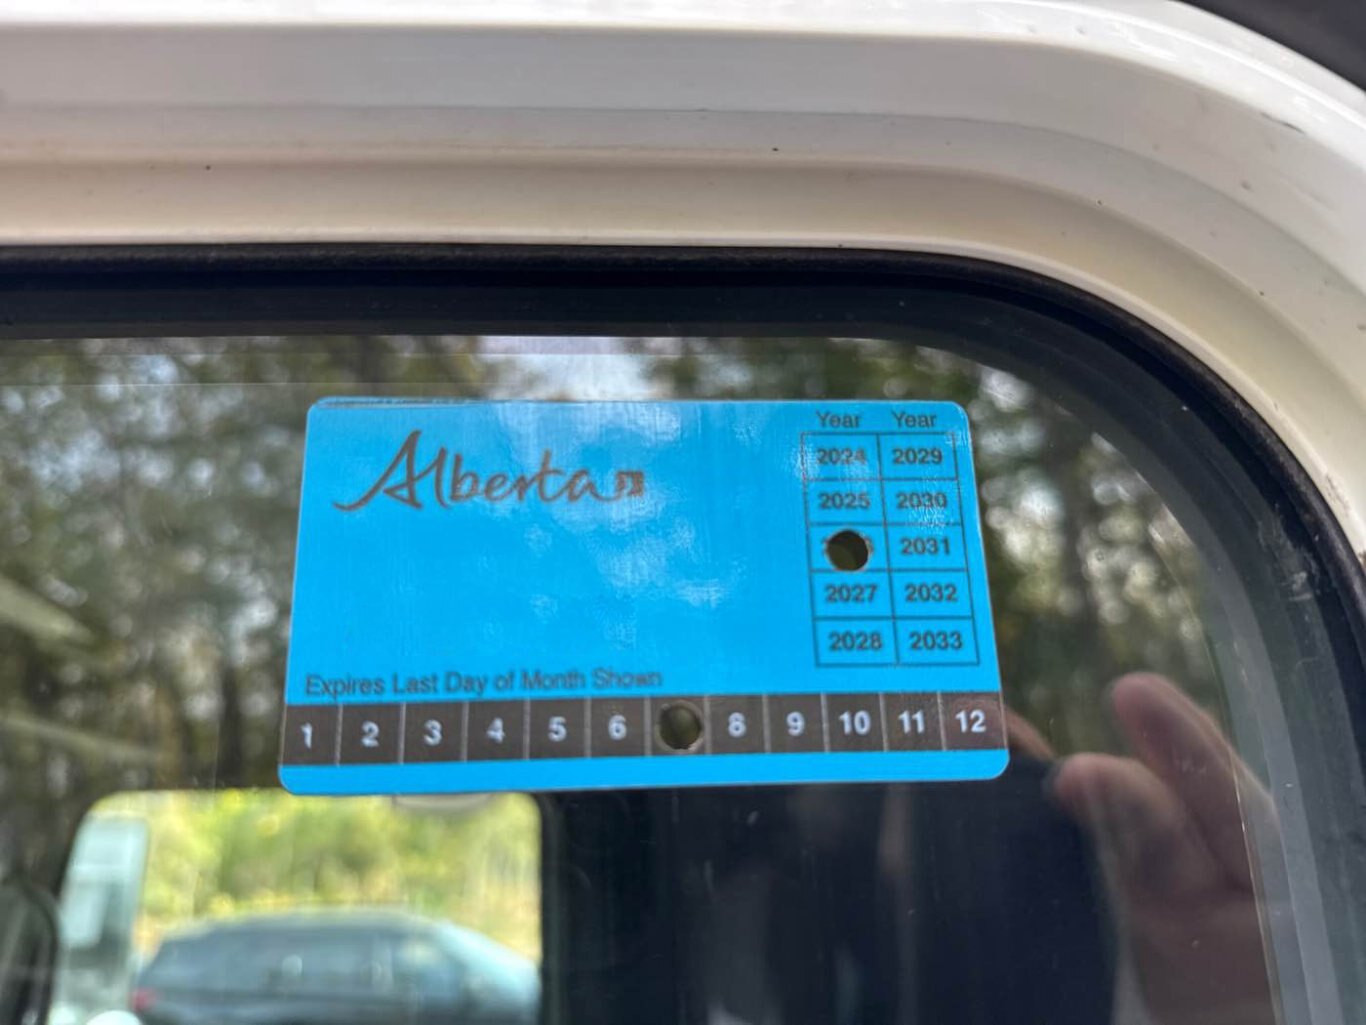 Alberta
Year Year
2024 2029
2025 2030
2031
2027 2032
2028 2033
Expires Last Day of Month Shown
1 2 3 4 5 6 8 9 10 11 12